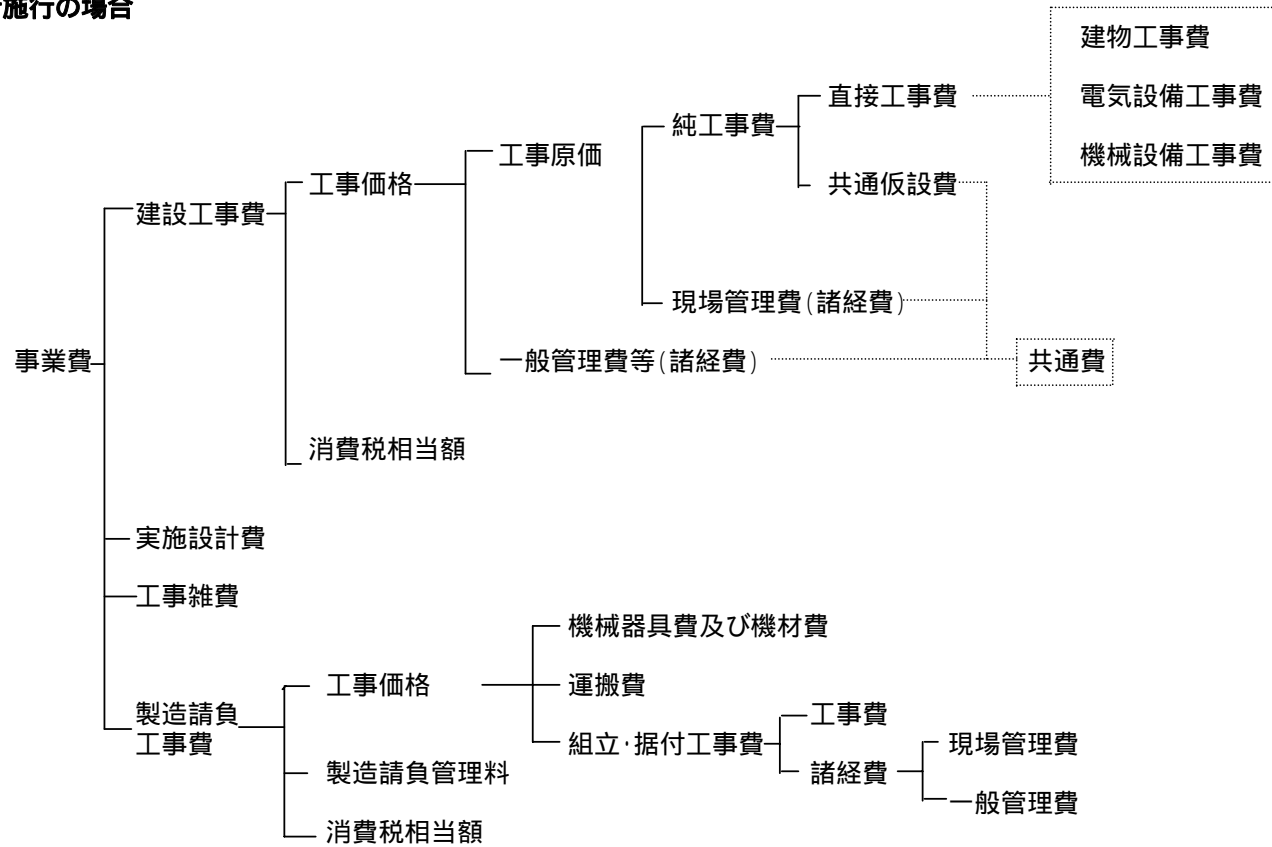 施行の場合
建物工事費
電気設備工事費
機械設備工事費
直接工事費
純工事費
工事原価
共通仮設費
工事価格
建設工事費
現場管理費(諸経費)
一般管理費等(諸経費)
共通費
事業費
消費税相当額
実施設計費
工事雑費
機械器具費及び機材費
工事価格
運搬費
製造請負
工事費
組立・据付工事費
工事費
諸経費
現場管理費
一般管理費
製造請負管理料
消費税相当額